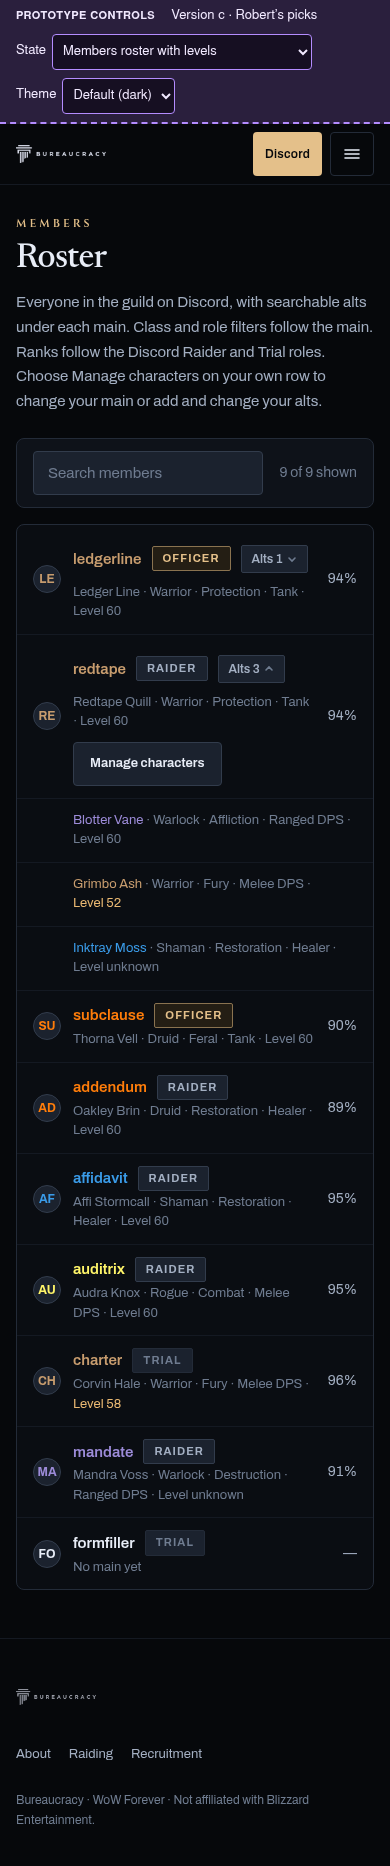 PROTOTYPE CONTROLS Version c · Robert's picks
State Members roster with levels
Theme Default (dark)
BUREAUCRACY Discord
MEMBERS
Roster
Everyone in the guild on Discord, with searchable alts
under each main. Class and role filters follow the main.
Ranks follow the Discord Raider and Trial roles.
Choose Manage characters on your own row to
change your main or add and change your alts.
Search members 9 of 9 shown
LE ledgerline OFFICER Alts 1 94%
Ledger Line · Warrior · Protection · Tank ·
Level 60
RE redtape RAIDER Alts 3 94%
Redtape Quill · Warrior · Protection · Tank
· Level 60
Manage characters
Blotter Vane · Warlock · Affliction · Ranged DPS ·
Level 60
Grimbo Ash · Warrior · Fury · Melee DPS ·
Level 52
Inktray Moss · Shaman · Restoration · Healer ·
Level unknown
SU subclause OFFICER 90%
Thorna Vell · Druid · Feral · Tank · Level 60
AD addendum RAIDER 89%
Oakley Brin · Druid · Restoration · Healer ·
Level 60
AF affidavit RAIDER 95%
Affi Stormcall · Shaman · Restoration ·
Healer · Level 60
AU auditrix RAIDER 95%
Audra Knox · Rogue · Combat · Melee
DPS · Level 60
CH charter TRIAL 96%
Corvin Hale · Warrior · Fury · Melee DPS ·
Level 58
MA mandate RAIDER 91%
Mandra Voss · Warlock · Destruction ·
Ranged DPS · Level unknown
FO formfiller TRIAL —
No main yet
BUREAUCRACY
About Raiding Recruitment
Bureaucracy · WoW Forever · Not affiliated with Blizzard
Entertainment.